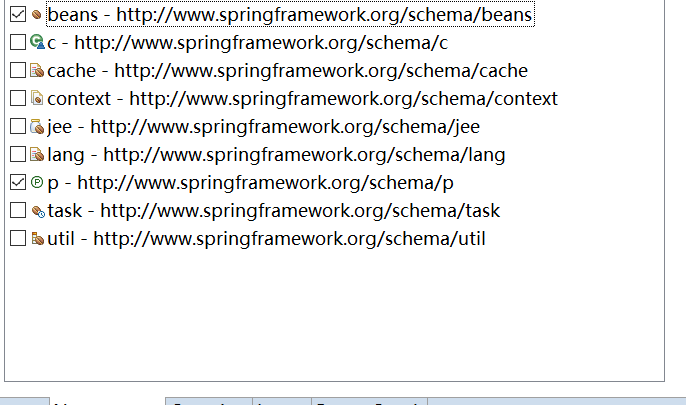 beans - http://www.springframework.org/schema/beans
c - http://www.springframework.org/schema/c
cache - http://www.springframework.org/schema/cache
context - http://www.springframework.org/schema/context
jee - http://www.springframework.org/schema/jee
lang - http://www.springframework.org/schema/lang
p - http://www.springframework.org/schema/p
task - http://www.springframework.org/schema/task
util - http://www.springframework.org/schema/util